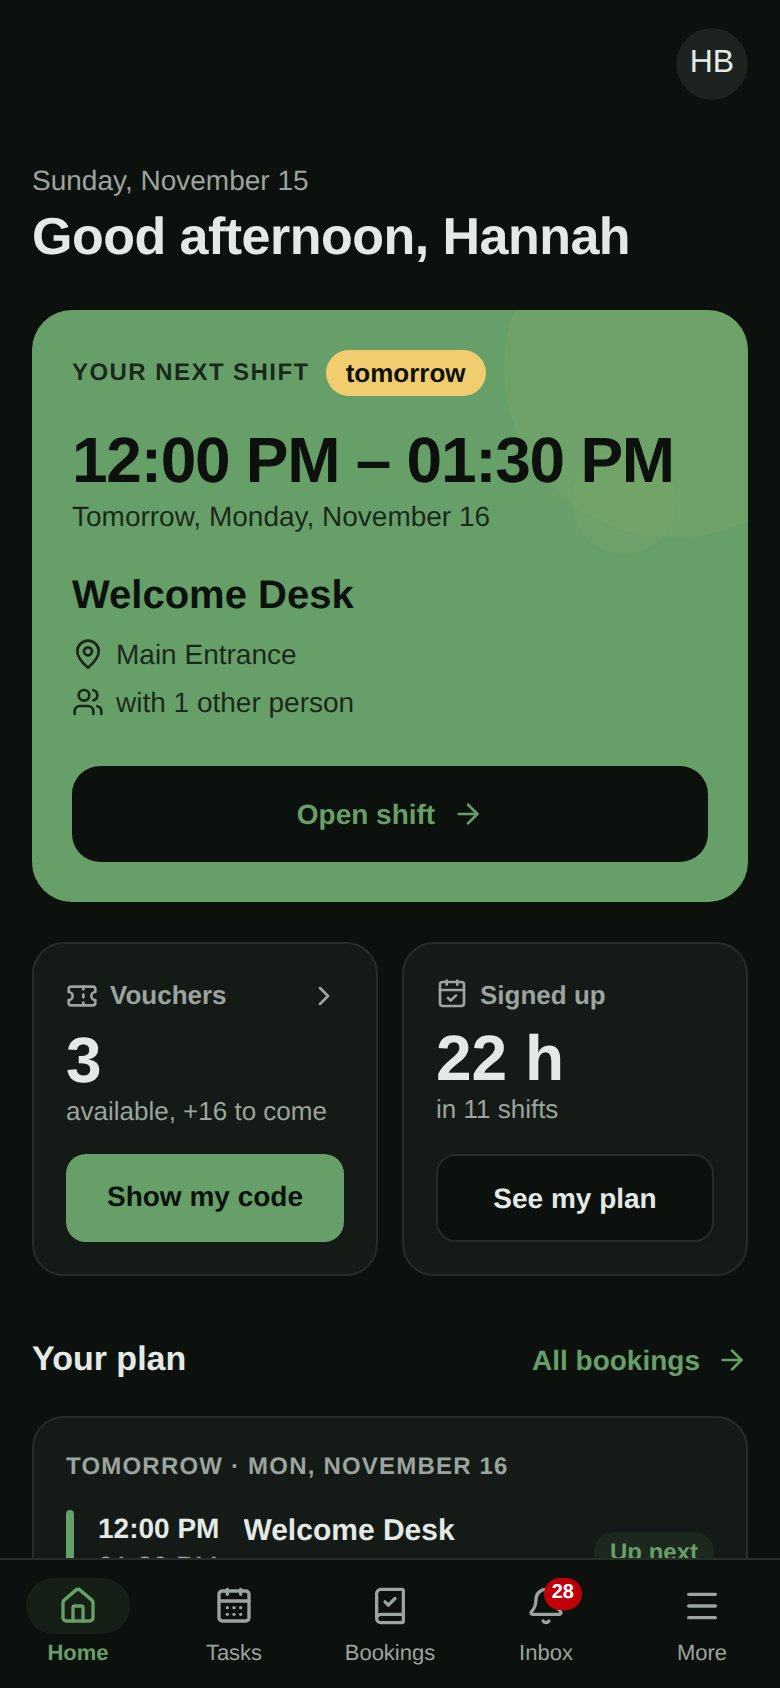 HB
Sunday, November 15
Good afternoon, Hannah
YOUR NEXT SHIFT tomorrow
12:00 PM – 01:30 PM
Tomorrow, Monday, November 16
Welcome Desk
Main Entrance
with 1 other person
Open shift
Vouchers
3
available, +16 to come
Show my code
Signed up
22 h
in 11 shifts
See my plan
Your plan
All bookings
TOMORROW · MON, NOVEMBER 16
12:00 PM Welcome Desk
Up next
28
Home Tasks Bookings Inbox More